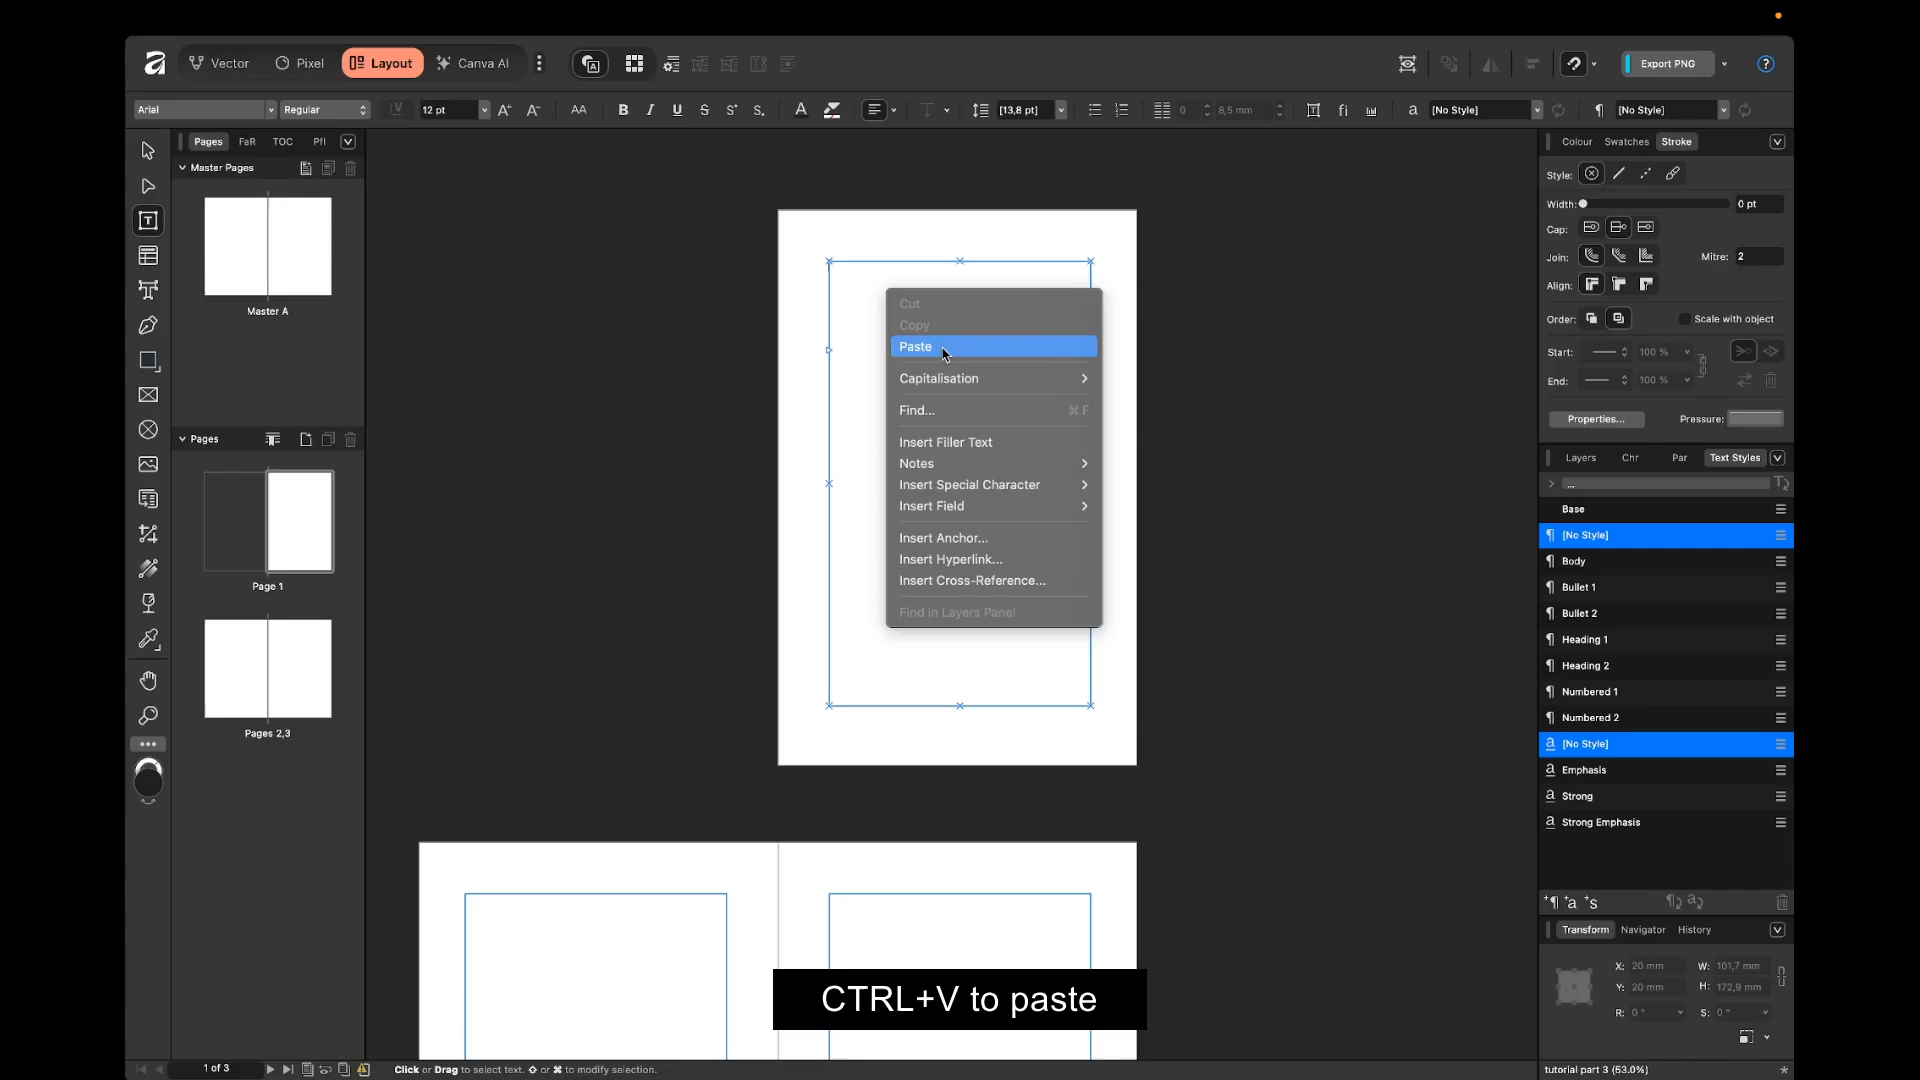 Vector
Pixel
Layout
Canva AI
Export PNG
Arial
Regular
12 pt
AA
B I U S
[13,8 pt]
0
8,5 mm
fi
a
[No Style]
[No Style]
Pages
FaR
TOC
Pfl
Master Pages
Master A
Pages
Page 1
Pages 2,3
Cut
Copy
Paste
Capitalisation
Find...
⌘ F
Insert Filler Text
Notes
Insert Special Character
Insert Field
Insert Anchor...
Insert Hyperlink...
Insert Cross-Reference...
Find in Layers Panel
CTRL+V to paste
Colour
Swatches
Stroke
Style:
Width:
0 pt
Cap:
Join:
Mitre: 2
Align:
Order:
Scale with object
Start:
100 %
End:
100 %
Properties...
Pressure:
Layers
Chr
Par
Text Styles
...
Base
[No Style]
Body
Bullet 1
Bullet 2
Heading 1
Heading 2
Numbered 1
Numbered 2
[No Style]
Emphasis
Strong
Strong Emphasis
Transform
Navigator
History
X: 20 mm
W: 101,7 mm
Y: 20 mm
H: 172,9 mm
R: 0 °
S: 0 °
1 of 3
Click or Drag to select text. ⇧ or ⌘ to modify selection.
tutorial part 3 (53.0%)